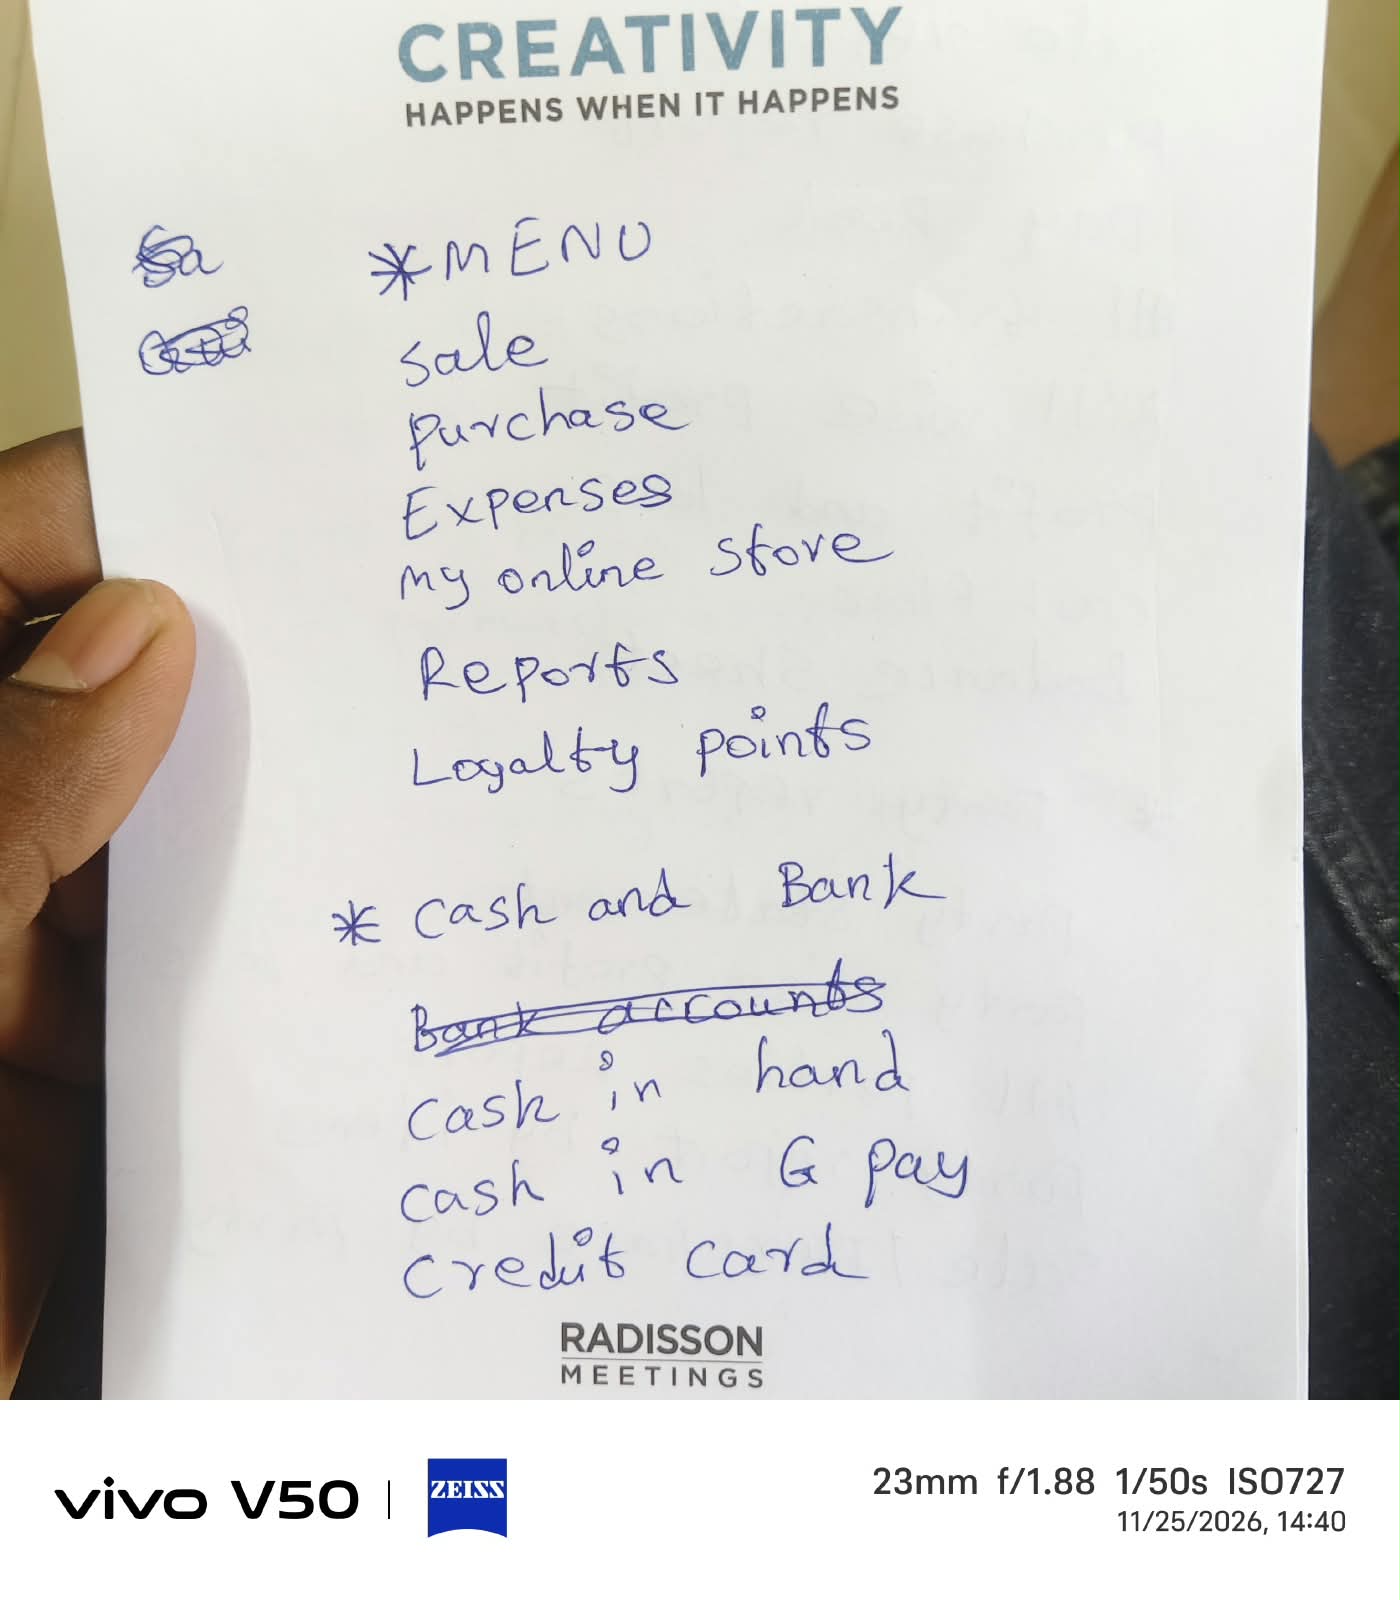 CREATIVITY
HAPPENS WHEN IT HAPPENS
*MENU
Sale
Purchase
Expenses
My online store
Reports
Loyalty points
* Cash and Bank
Bank accounts
Cash in hand
Cash in G pay
Credit card
RADISSON
MEETINGS
vivo V50 | ZEISS
23mm f/1.88 1/50s ISO727
11/25/2026, 14:40